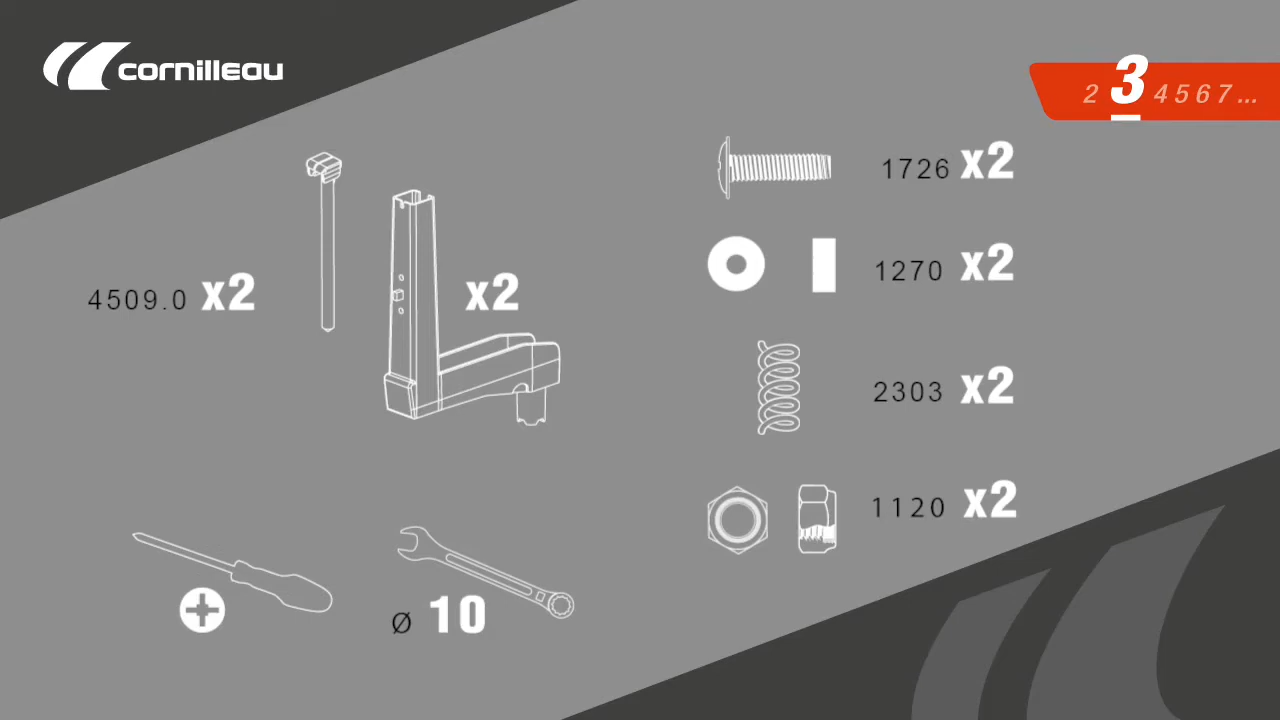 cornilleau
2 3 4 5 6 7 ...
1726 x2
1270 x2
4509.0 x2
x2
2303 x2
1120 x2
Ø 10